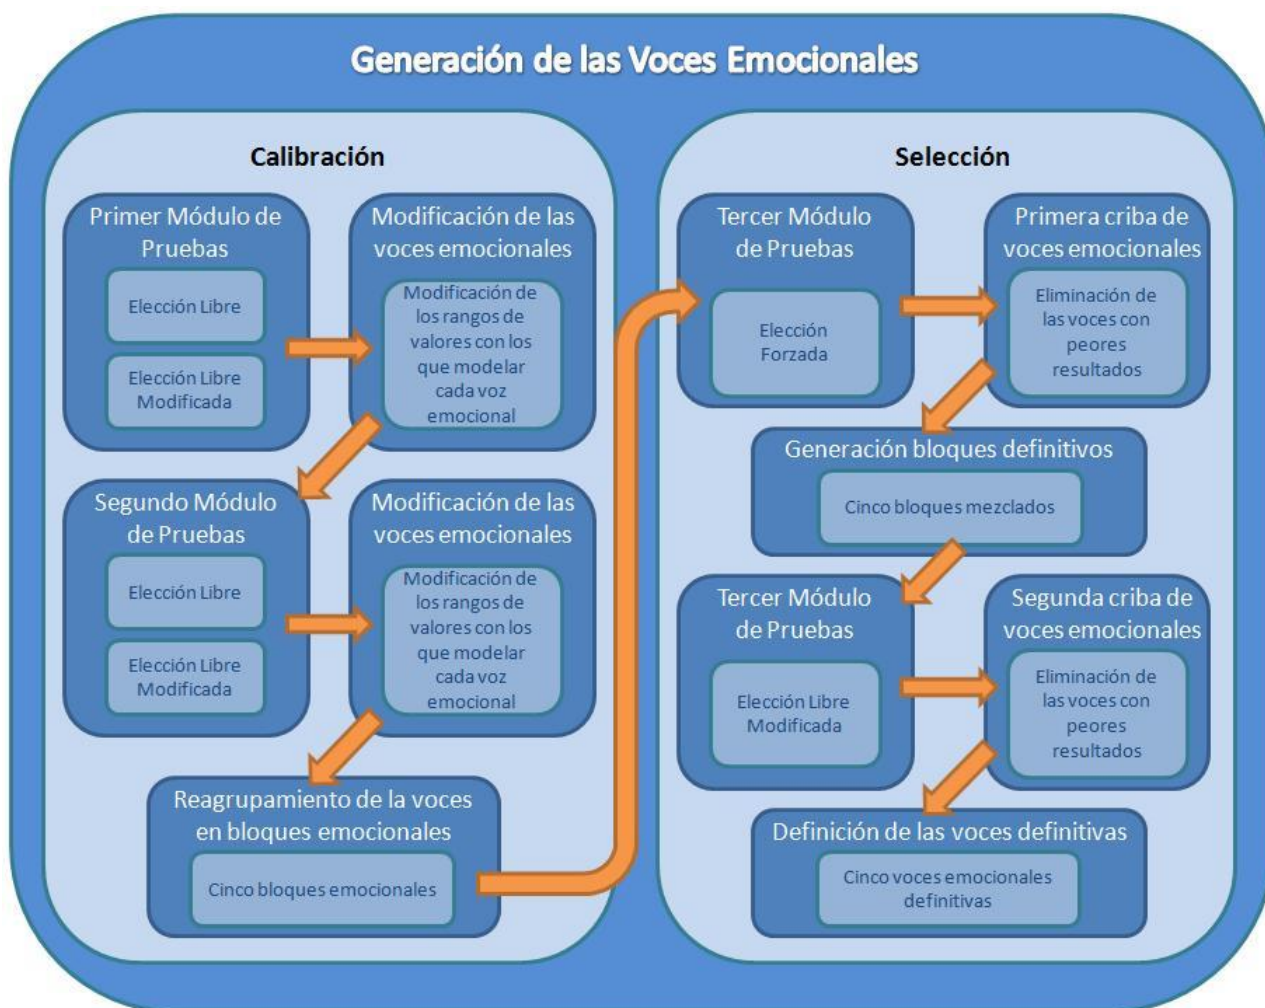 Generación de las Voces Emocionales
Calibración
Primer Módulo de
Pruebas
Elección Libre
Elección Libre
Modificada
Modificación de las
voces emocionales
Modificación de
los rangos de
valores con los
que modelar
cada voz
emocional
Segundo Módulo
de Pruebas
Elección Libre
Elección Libre
Modificada
Modificación de las
voces emocionales
Modificación de
los rangos de
valores con los
que modelar
cada voz
emocional
Reagrupamiento de la voces
en bloques emocionales
Cinco bloques emocionales
Selección
Tercer Módulo
de Pruebas
Elección
Forzada
Primera criba de
voces emocionales
Eliminación de
las voces con
peores
resultados
Generación bloques definitivos
Cinco bloques mezclados
Tercer Módulo
de Pruebas
Elección Libre
Modificada
Segunda criba de
voces emocionales
Eliminación de
las voces con
peores
resultados
Definición de las voces definitivas
Cinco voces emocionales
definitivas